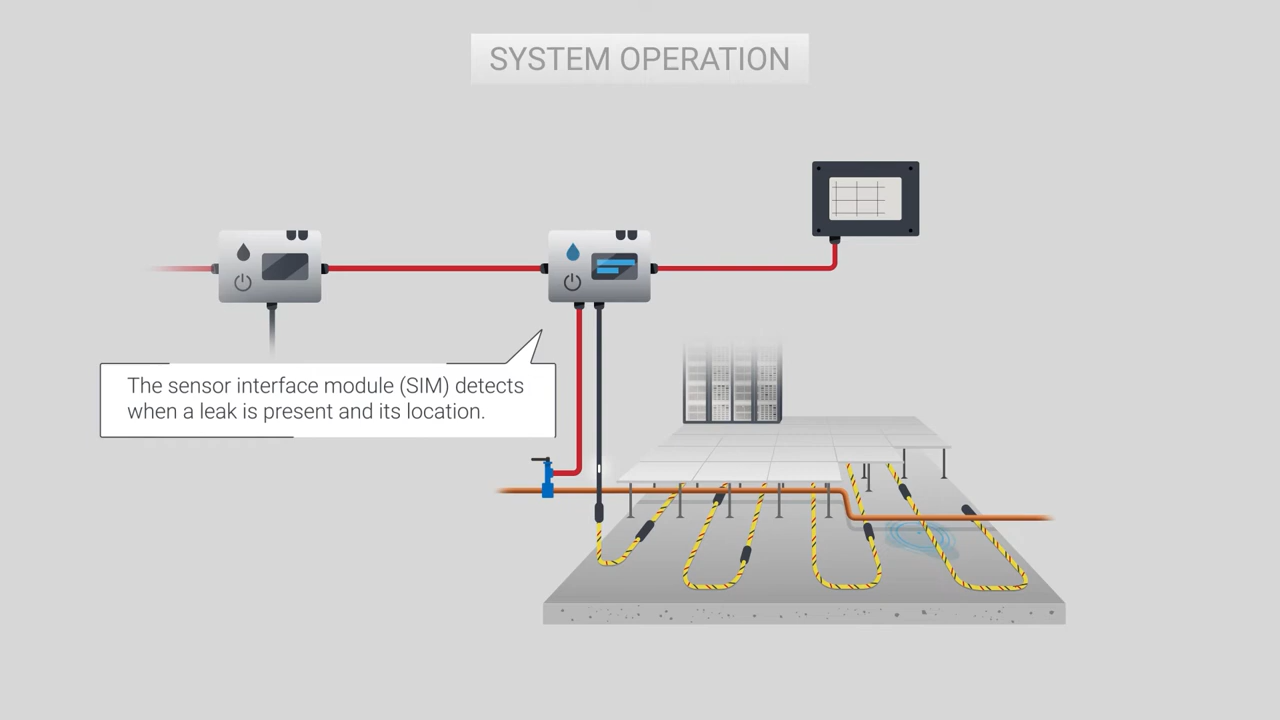 SYSTEM OPERATION
The sensor interface module (SIM) detects
when a leak is present and its location.